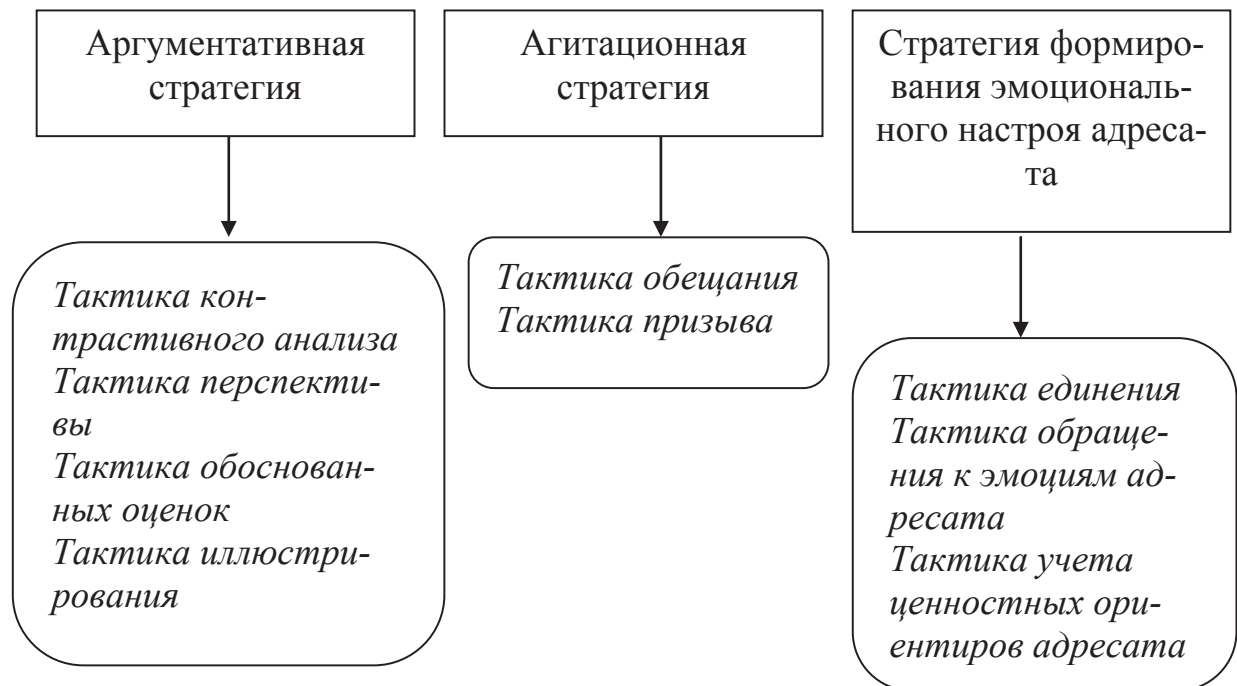 Аргументативная
стратегия
Агитационная
стратегия
Стратегия формиро-
вания эмоциональ-
ного настроя адреса-
та
Тактика кон-
трастивного анализа
Тактика перспекти-
вы
Тактика обоснован-
ных оценок
Тактика иллюстри-
рования
Тактика обещания
Тактика призыва
Тактика единения
Тактика обраще-
ния к эмоциям ад-
ресата
Тактика учета
ценностных ори-
ентиров адресата